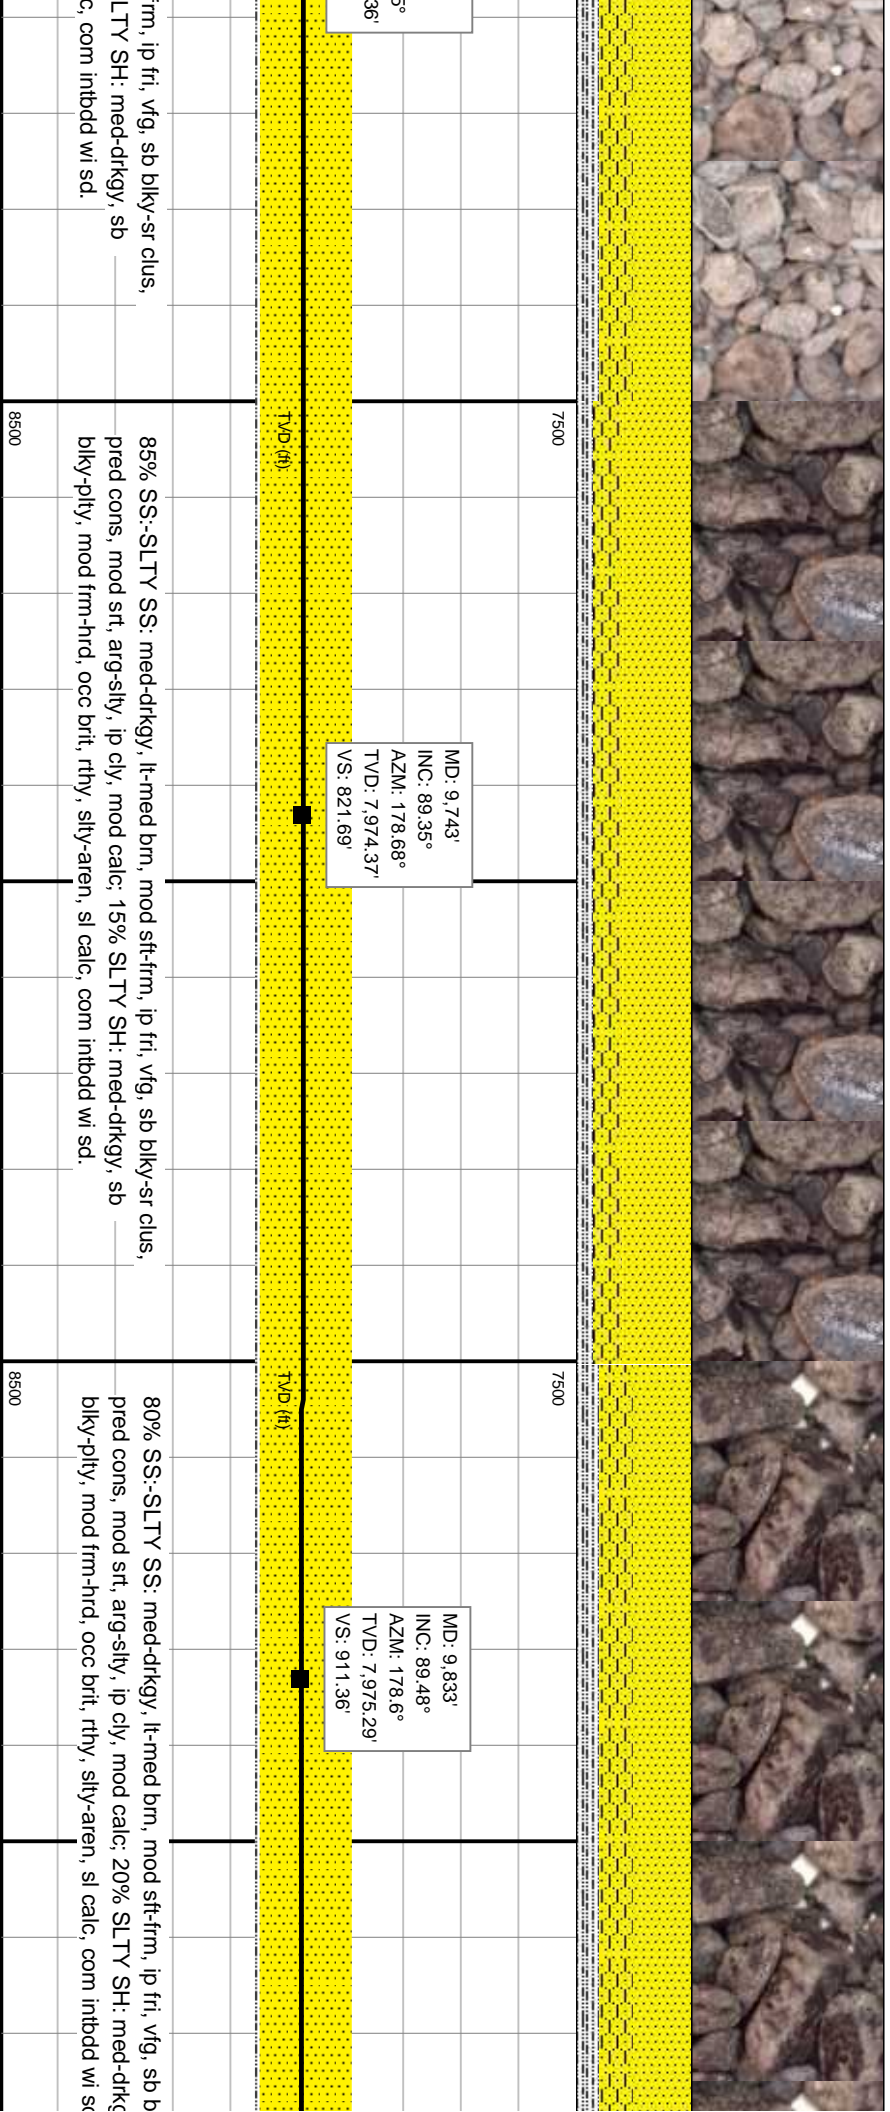 36'
frm, ip fri, vfg, sb blky-sr clus,
LTY SH: med-drkgy, sb
c, com intbdd wi sd.
7500
TVD (ft)
8500
85% SS:-SLTY SS: med-drkgy, lt-med brn, mod sft-frm, ip fri, vfg, sb blky-sr clus,
pred cons, mod srt, arg-slty, ip cly, mod calc; 15% SLTY SH: med-drkgy, sb
blky-plty, mod frm-hrd, occ brit, rthy, slty-aren, sl calc, com intbdd wi sd.
MD: 9,743'
INC: 89.35°
AZM: 178.68°
TVD: 7,974.37'
VS: 821.69'
7500
TVD (ft)
8500
80% SS:-SLTY SS: med-drkgy, lt-med brn, mod sft-frm, ip fri, vfg, sb b
pred cons, mod srt, arg-slty, ip cly, mod calc; 20% SLTY SH: med-drkg
blky-plty, mod frm-hrd, occ brit, rthy, slty-aren, sl calc, com intbdd wi sd
MD: 9,833'
INC: 89.48°
AZM: 178.6°
TVD: 7,975.29'
VS: 911.36'